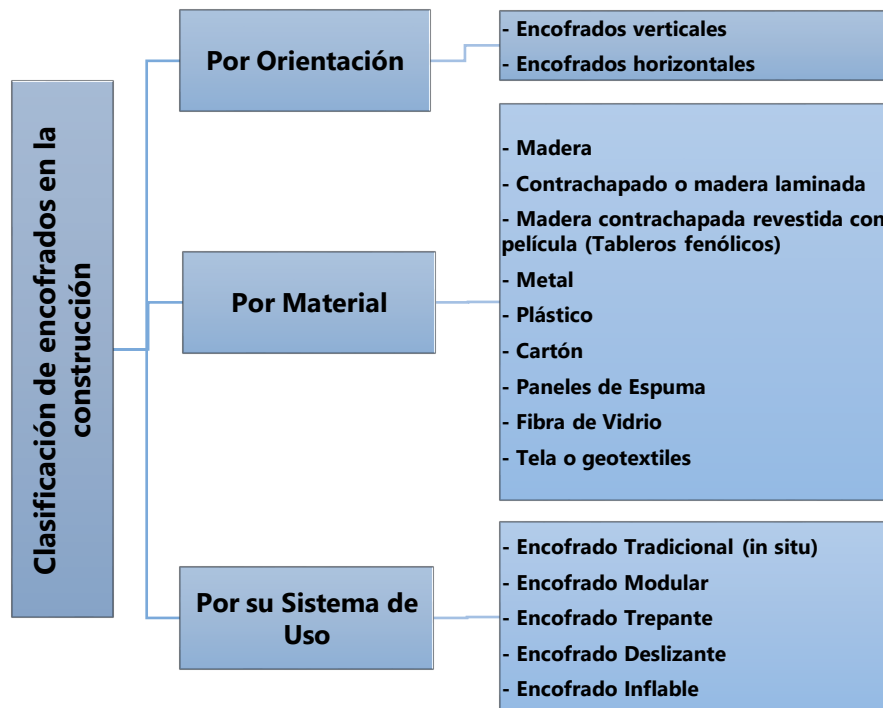 Clasificación de encofrados en la
construcción
Por Orientación
- Encofrados verticales
- Encofrados horizontales
Por Material
- Madera
- Contrachapado o madera laminada
- Madera contrachapada revestida con
película (Tableros fenólicos)
- Metal
- Plástico
- Cartón
- Paneles de Espuma
- Fibra de Vidrio
- Tela o geotextiles
Por su Sistema de
Uso
- Encofrado Tradicional (in situ)
- Encofrado Modular
- Encofrado Trepante
- Encofrado Deslizante
- Encofrado Inflable